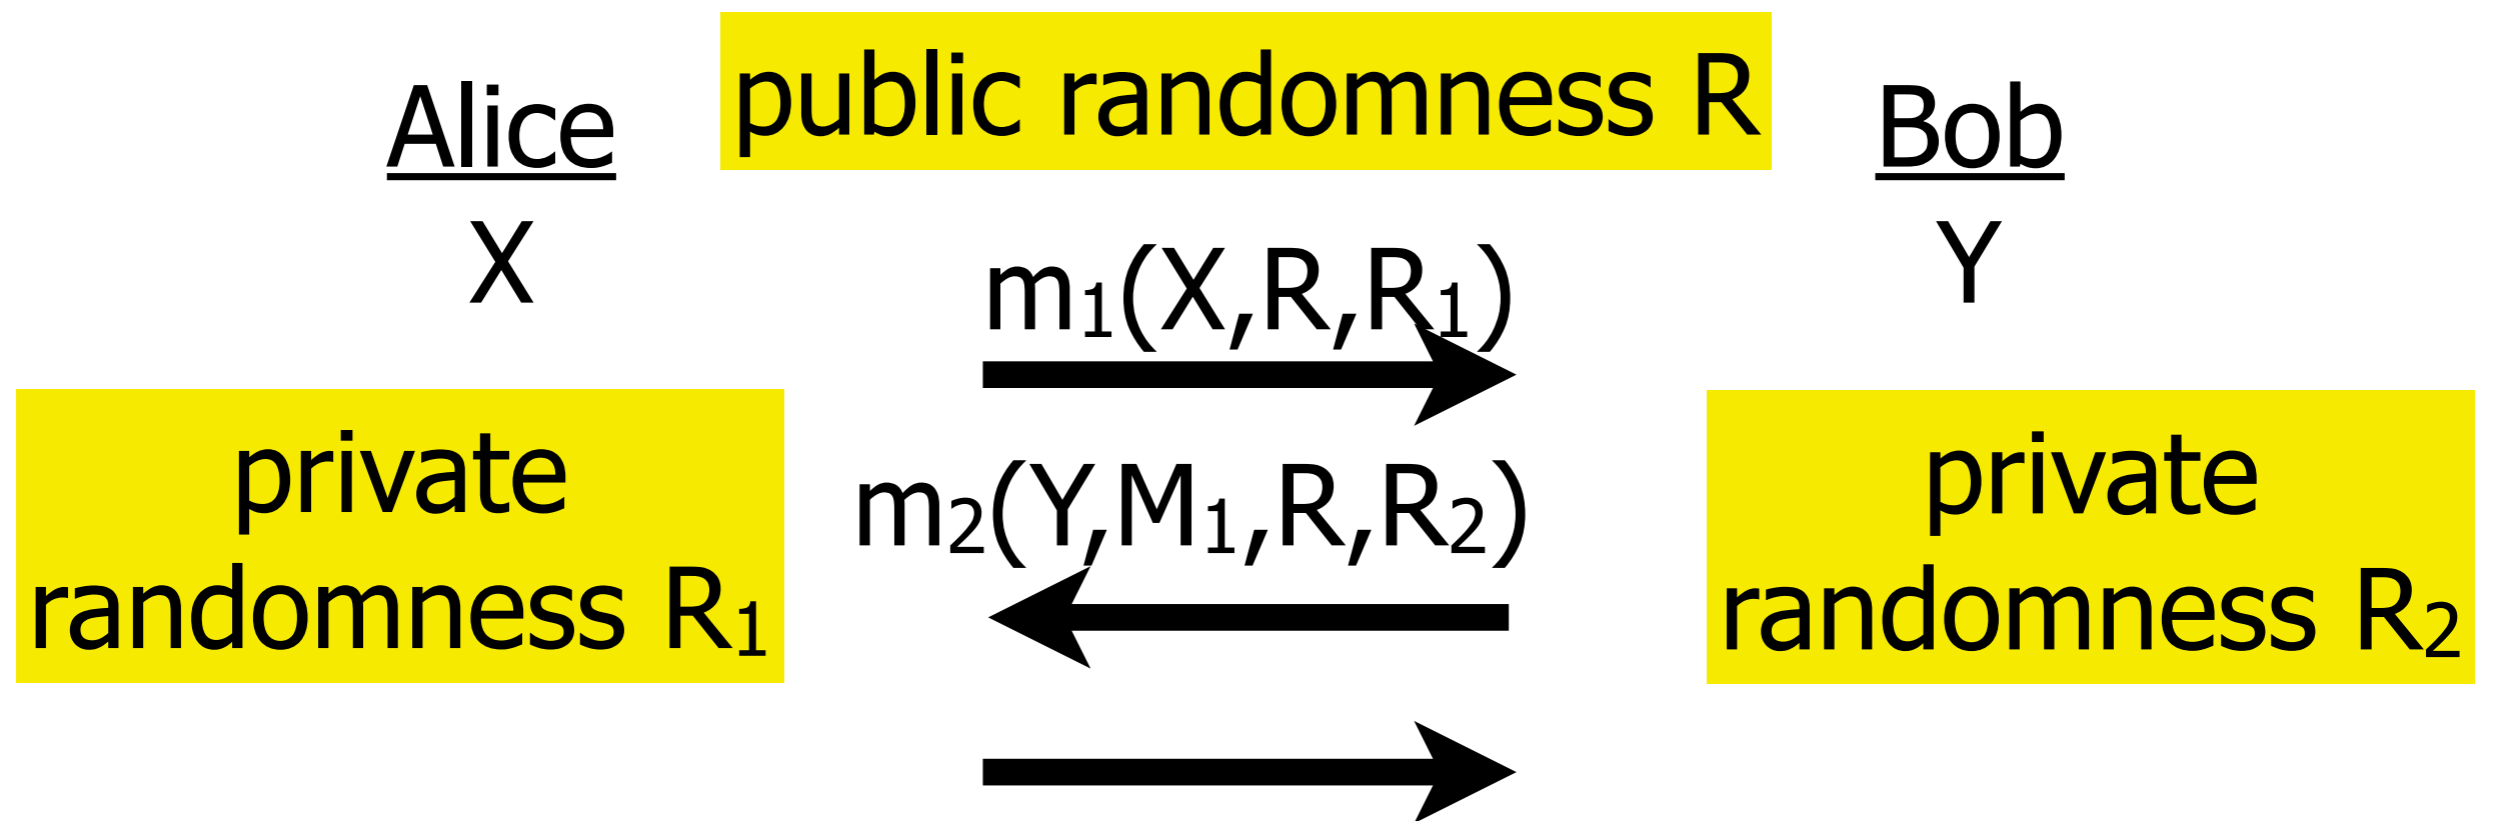 public randomness R
Alice
Bob
X
Y
m₁(X,R,R₁)
private
randomness R₁
m₂(Y,M₁,R,R₂)
private
randomness R₂